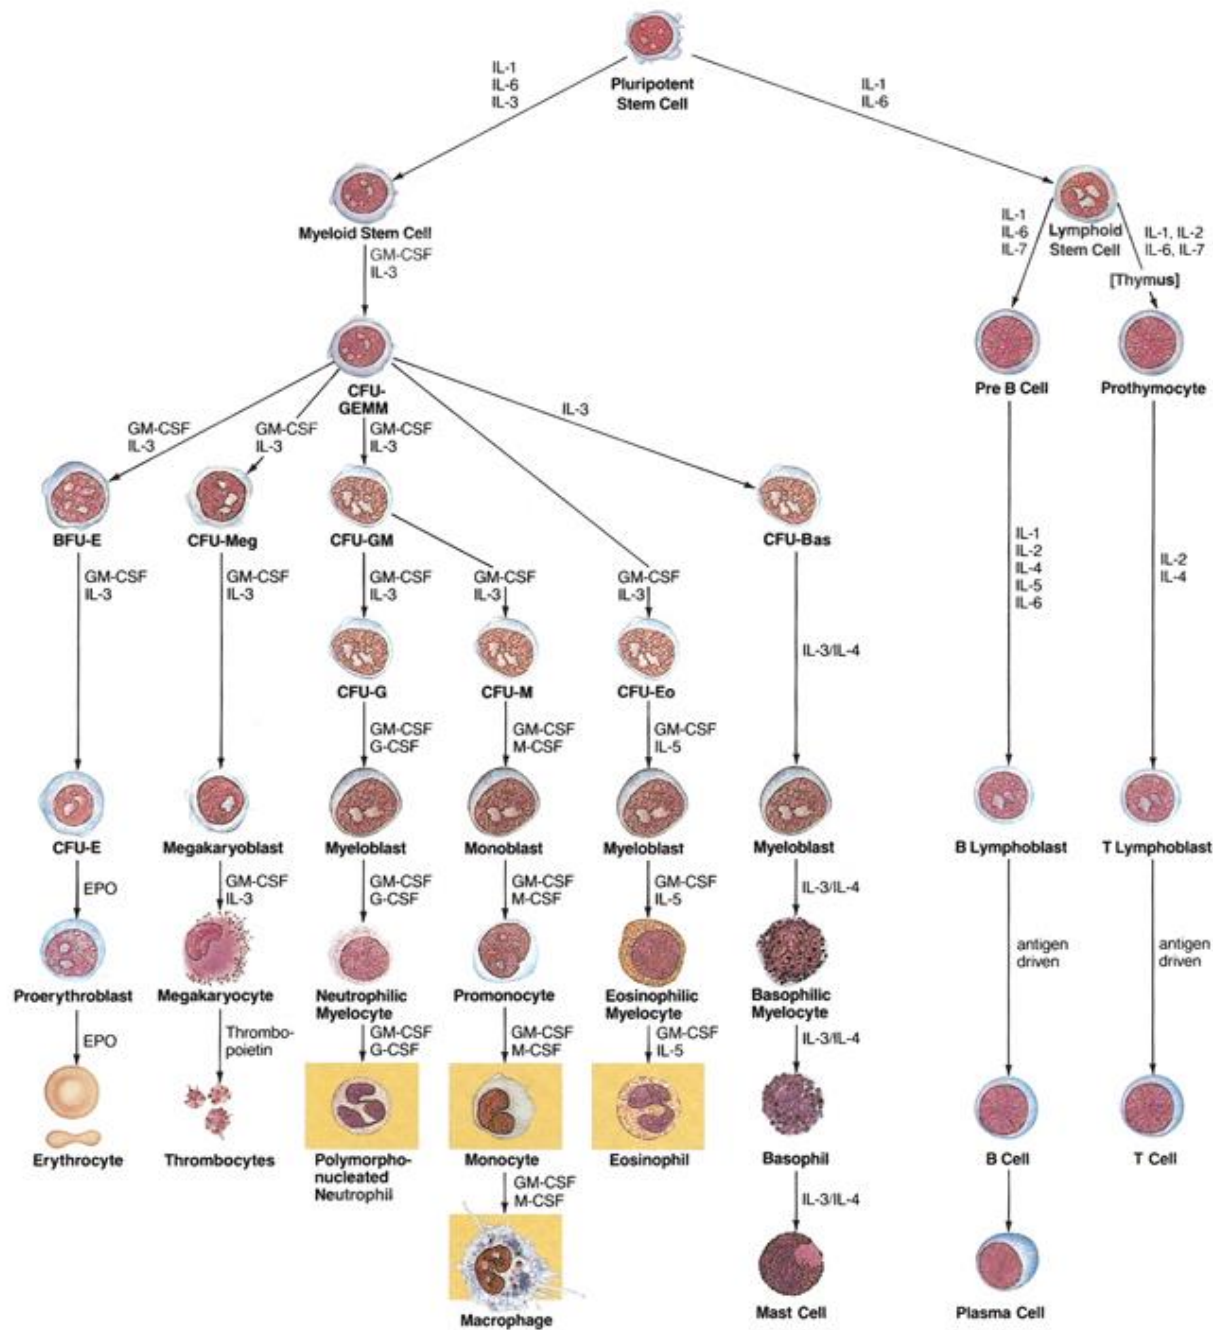 Pluripotent
Stem Cell
IL-1
IL-6
IL-3
IL-1
IL-6
Myeloid Stem Cell
GM-CSF
IL-3
Lymphoid
Stem Cell
IL-1
IL-6
IL-7
IL-1, IL-2
IL-6, IL-7
[Thymus]
CFU-
GEMM
Pre B Cell
Prothymocyte
GM-CSF
IL-3
GM-CSF
IL-3
GM-CSF
IL-3
IL-3
BFU-E
CFU-Meg
CFU-GM
CFU-Bas
GM-CSF
IL-3
GM-CSF
IL-3
GM-CSF
IL-3
GM-CSF
IL-3
GM-CSF
IL-3
IL-3/IL-4
IL-1
IL-2
IL-4
IL-5
IL-6
IL-2
IL-4
CFU-G
CFU-M
CFU-Eo
GM-CSF
G-CSF
GM-CSF
M-CSF
GM-CSF
IL-5
CFU-E
Megakaryoblast
Myeloblast
Monoblast
Myeloblast
Myeloblast
B Lymphoblast
T Lymphoblast
EPO
GM-CSF
IL-3
GM-CSF
G-CSF
GM-CSF
M-CSF
GM-CSF
IL-5
IL-3/IL-4
antigen
driven
antigen
driven
Proerythroblast
Megakaryocyte
Neutrophilic
Myelocyte
Promonocyte
Eosinophilic
Myelocyte
Basophilic
Myelocyte
EPO
Thrombo-
poietin
GM-CSF
G-CSF
GM-CSF
M-CSF
GM-CSF
IL-5
IL-3/IL-4
Erythrocyte
Thrombocytes
Polymorpho-
nucleated
Neutrophil
Monocyte
Eosinophil
Basophil
B Cell
T Cell
GM-CSF
M-CSF
IL-3/IL-4
Macrophage
Mast Cell
Plasma Cell